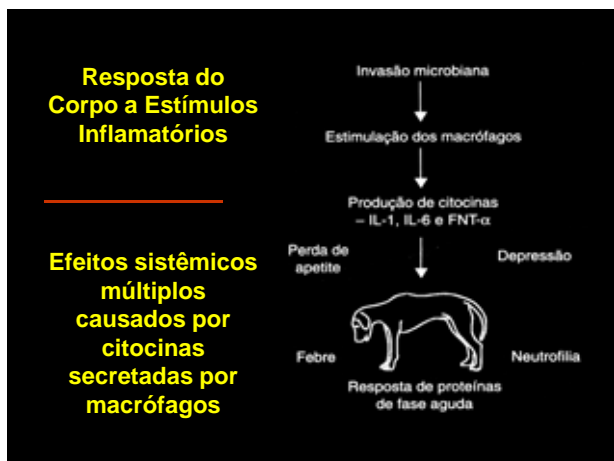 Resposta do
Corpo a Estímulos
Inflamatórios
Efeitos sistêmicos
múltiplos
causados por
citocinas
secretadas por
macrófagos
Invasão microbiana
Estimulação dos macrófagos
Produção de citocinas
– IL-1, IL-6 e FNT-α
Perda de
apetite
Depressão
Febre
Neutrofilia
Resposta de proteínas
de fase aguda